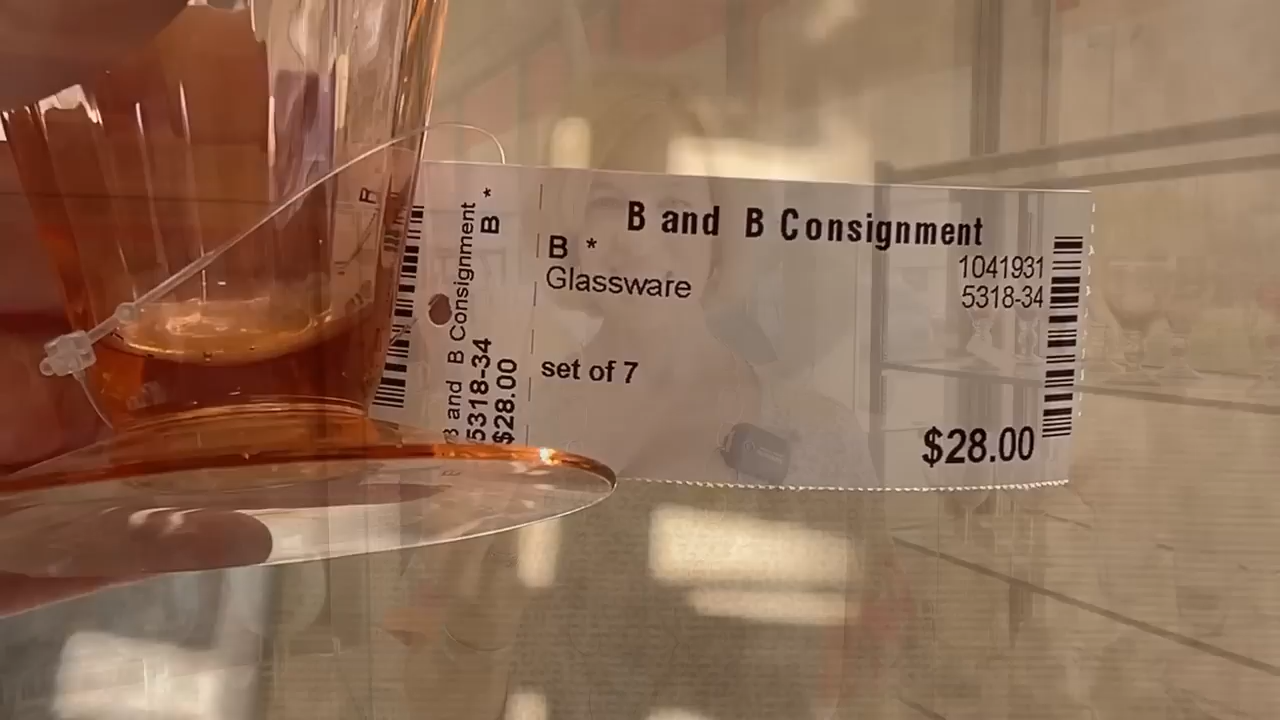 B and B Consignment
B *
Glassware
1041931
5318-34
set of 7
$28.00
B and B Consignment
B *
5318-34
$28.00